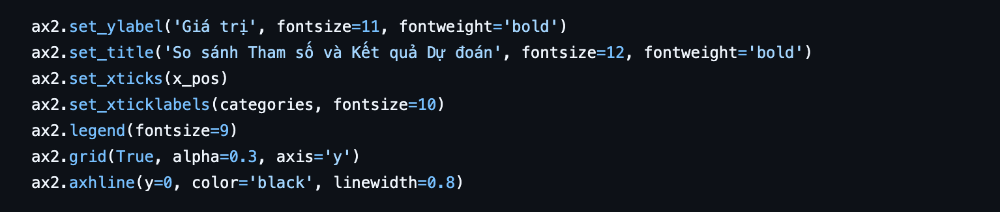 ax2.set_ylabel('Giá trị', fontsize=11, fontweight='bold')
ax2.set_title('So sánh Tham số và Kết quả Dự đoán', fontsize=12, fontweight='bold')
ax2.set_xticks(x_pos)
ax2.set_xticklabels(categories, fontsize=10)
ax2.legend(fontsize=9)
ax2.grid(True, alpha=0.3, axis='y')
ax2.axhline(y=0, color='black', linewidth=0.8)